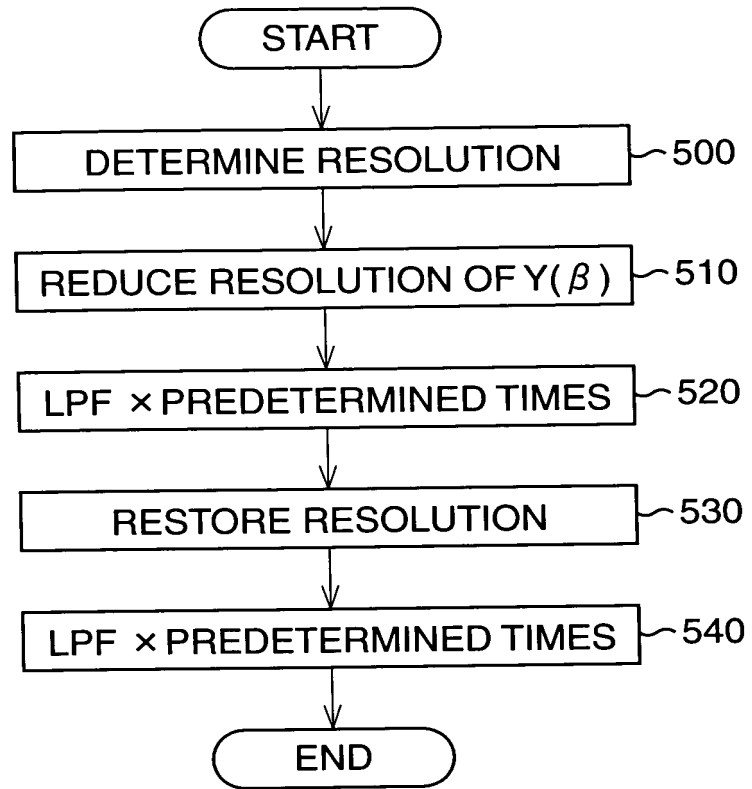 START
DETERMINE RESOLUTION 500
REDUCE RESOLUTION OF Y(β) 510
LPF ×PREDETERMINED TIMES 520
RESTORE RESOLUTION 530
LPF ×PREDETERMINED TIMES 540
END